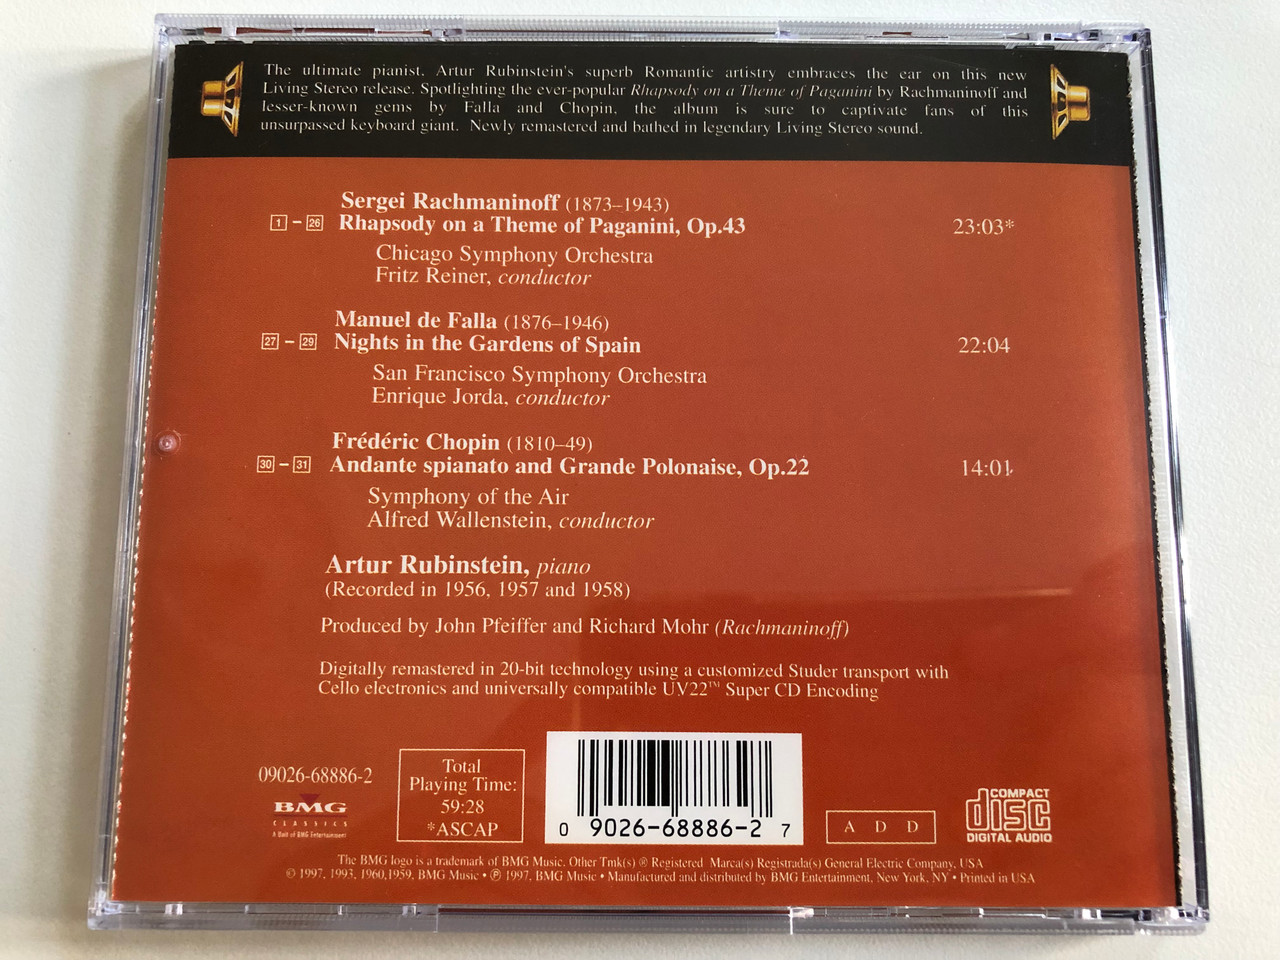 The ultimate pianist, Artur Rubinstein's superb Romantic artistry embraces the ear on this new
Living Stereo release. Spotlighting the ever-popular Rhapsody on a Theme of Paganini by Rachmaninoff and
lesser-known gems by Falla and Chopin, the album is sure to captivate fans of this
unsurpassed keyboard giant. Newly remastered and bathed in legendary Living Stereo sound.
Sergei Rachmaninoff (1873–1943)
1 – 26 Rhapsody on a Theme of Paganini, Op.43 23:03*
Chicago Symphony Orchestra
Fritz Reiner, conductor
Manuel de Falla (1876–1946)
27 – 29 Nights in the Gardens of Spain 22:04
San Francisco Symphony Orchestra
Enrique Jorda, conductor
Frédéric Chopin (1810–49)
30 – 31 Andante spianato and Grande Polonaise, Op.22 14:01
Symphony of the Air
Alfred Wallenstein, conductor
Artur Rubinstein, piano
(Recorded in 1956, 1957 and 1958)
Produced by John Pfeiffer and Richard Mohr (Rachmaninoff)
Digitally remastered in 20-bit technology using a customized Studer transport with
Cello electronics and universally compatible UV22™ Super CD Encoding
09026-68886-2
BMG
CLASSICS
A Unit of BMG Entertainment
Total
Playing Time:
59:28
*ASCAP
0 9026-68886-2 7
A D D
COMPACT
disc
DIGITAL AUDIO
The BMG logo is a trademark of BMG Music. Other Tmk(s) ® Registered Marca(s) Registrada(s) General Electric Company, USA
© 1997, 1993, 1960,1959, BMG Music • ℗ 1997, BMG Music • Manufactured and distributed by BMG Entertainment, New York, NY • Printed in USA